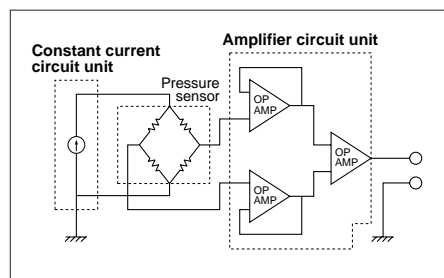 Constant current
circuit unit
Amplifier circuit unit
Pressure
sensor
OP
AMP
OP
AMP
OP
AMP